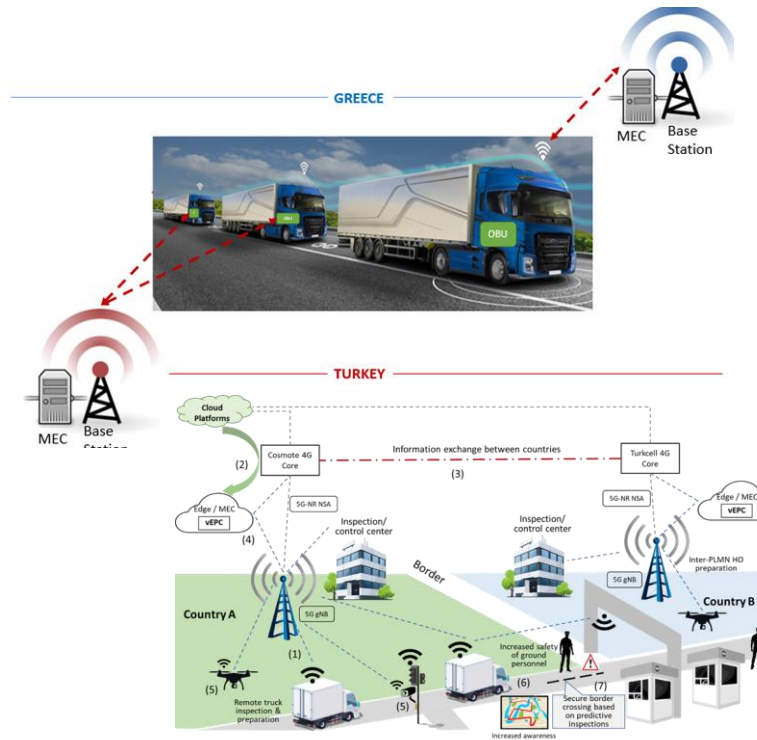 GREECE
MEC
Base
Station
OBU
OBU
TURKEY
MEC
Base
Cloud
Platforms
(2)
Cosmote 4G
Core
Information exchange between countries
(3)
Turkcell 4G
Core
5G-NR NSA
5G-NR NSA
Edge / MEC
vEPC
Edge / MEC
vEPC
(4)
Inspection/
control center
Inspection/
control center
Inter-PLMN HO
preparation
Border
5G gNB
5G gNB
Country A
Country B
(1)
(5)
Remote truck
inspection &
preparation
(5)
Increased safety
of ground
personnel
(6)
(7)
Secure border
crossing based
on predictive
inspections
Increased awareness